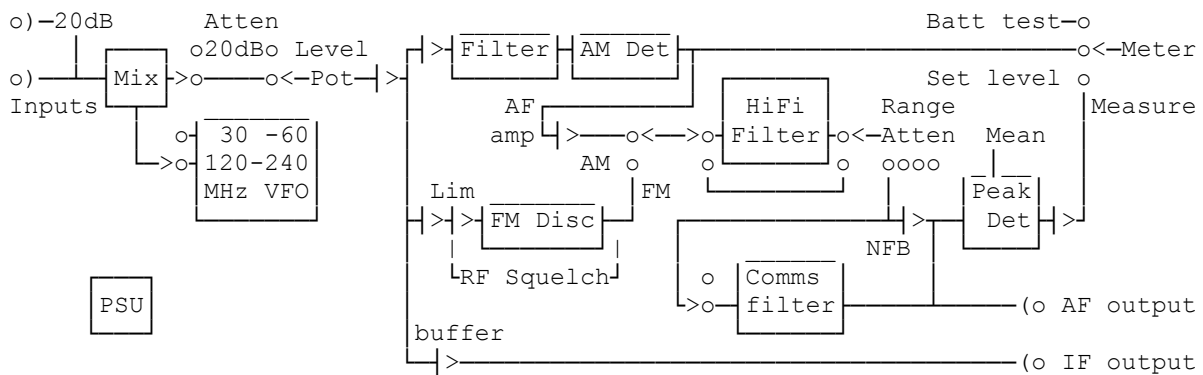 o)—20dB Atten Batt test—o
o20dBo Level Filter AM Det o<—Meter
o) Mix >o o<—Pot > Set level o
Inputs AF HiFi Range Measure
o 30 -60 amp > o<—>o Filter o<—Atten Mean
>o 120-240 AM o o o oooo
MHz VFO Lim FM Peak
> > FM Disc > Det >
NFB
RF Squelch o Comms
PSU >o filter (o AF output
buffer
> (o IF output